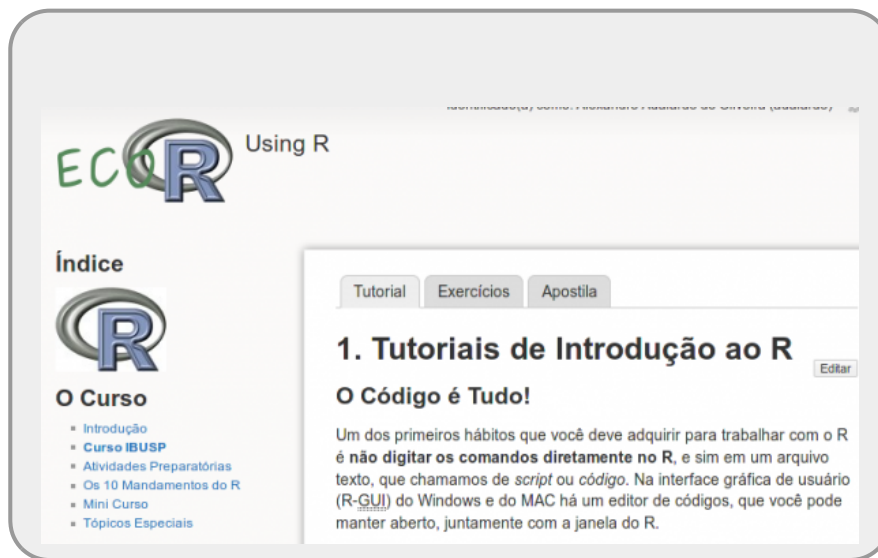 ECO R
Using R
Índice
R
O Curso
Introdução
Curso IBUSP
Atividades Preparatórias
Os 10 Mandamentos do R
Mini Curso
Tópicos Especiais
Tutorial Exercícios Apostila
1. Tutoriais de Introdução ao R
Editar
O Código é Tudo!
Um dos primeiros hábitos que você deve adquirir para trabalhar com o R
é não digitar os comandos diretamente no R, e sim em um arquivo
texto, que chamamos de script ou código. Na interface gráfica de usuário
(R-GUI) do Windows e do MAC há um editor de códigos, que você pode
manter aberto, juntamente com a janela do R.